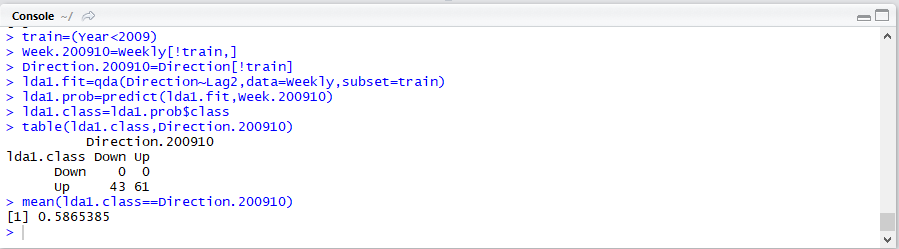 Console ~/
> train=(Year<2009)
> Week.200910=Weekly[!train,]
> Direction.200910=Direction[!train]
> lda1.fit=qda(Direction~Lag2,data=Weekly,subset=train)
> lda1.prob=predict(lda1.fit,Week.200910)
> lda1.class=lda1.prob$class
> table(lda1.class,Direction.200910)
          Direction.200910
lda1.class Down Up
      Down    0  0
      Up     43 61
> mean(lda1.class==Direction.200910)
[1] 0.5865385
>